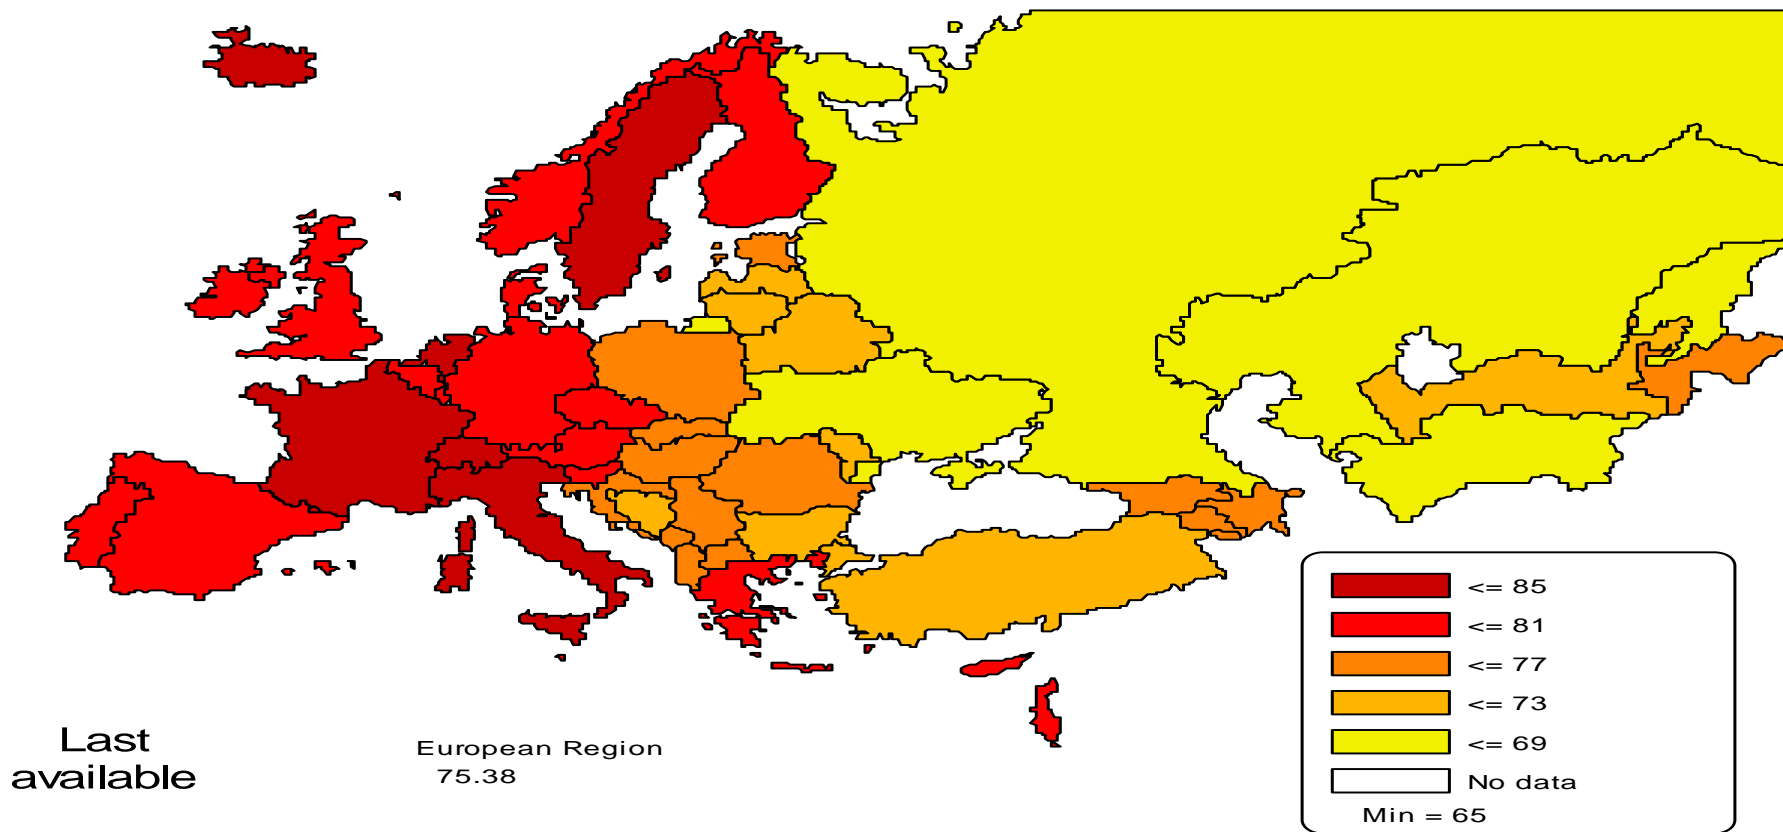 <= 85
<= 81
<= 77
<= 73
<= 69
No data
Min = 65
Last
available
European Region
75.38